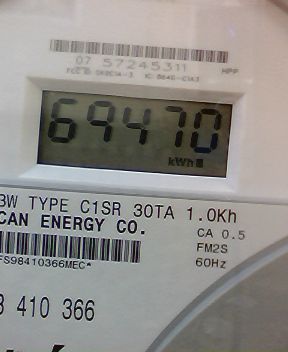 07 57245311
69470
kWh
3W TYPE C1SR 30TA 1.0Kh
CAN ENERGY CO.
CA 0.5
FM2S
60Hz
FS98410366MEC*
410 366